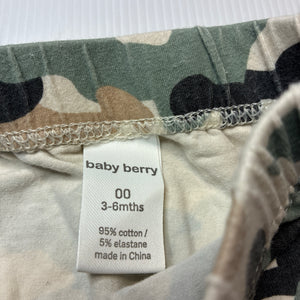 baby berry
00
3-6mths
95% cotton /
5% elastane
made in China